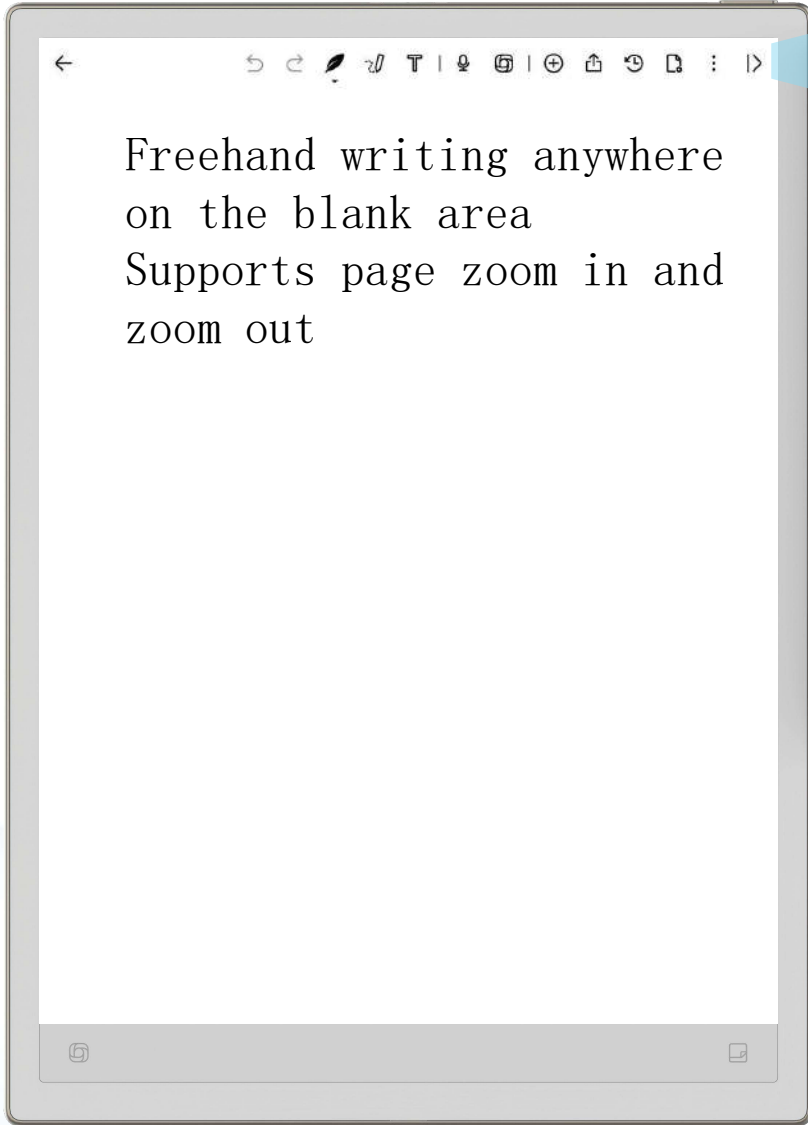 Freehand writing anywhere
on the blank area
Supports page zoom in and
zoom out